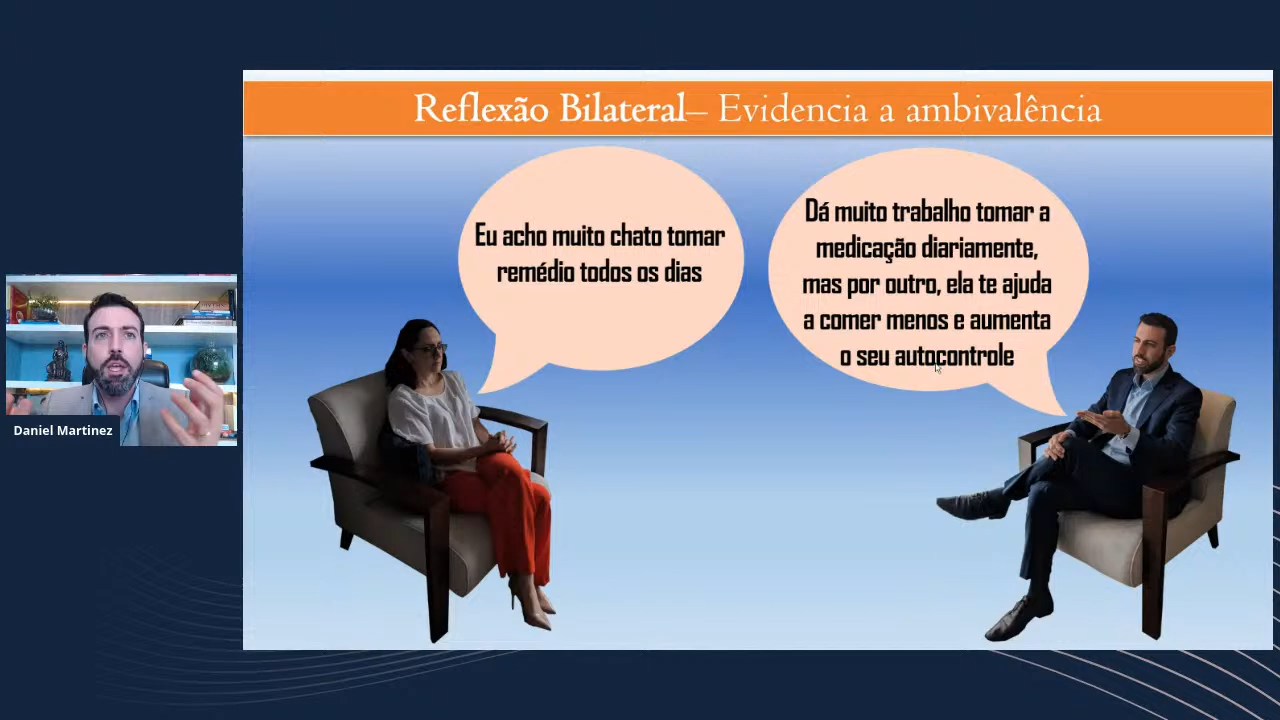 Reflexão Bilateral– Evidencia a ambivalência
Eu acho muito chato tomar
remédio todos os dias
Dá muito trabalho tomar a
medicação diariamente,
mas por outro, ela te ajuda
a comer menos e aumenta
o seu autocontrole
Daniel Martinez